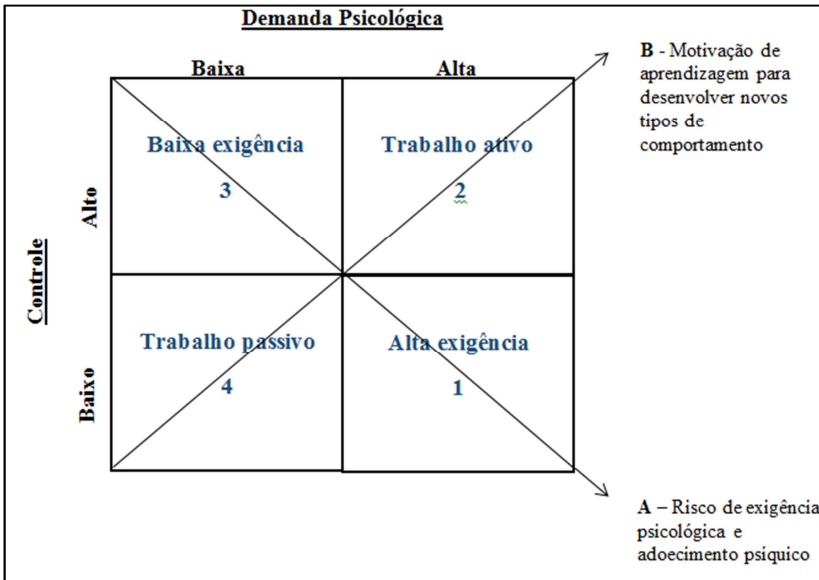 Demanda Psicológica
Baixa
Alta
B - Motivação de
aprendizagem para
desenvolver novos
tipos de
comportamento
Controle
Alto
Baixa exigência
3
Trabalho ativo
2
Baixo
Trabalho passivo
4
Alta exigência
1
A – Risco de exigência
psicológica e
adoecimento psíquico